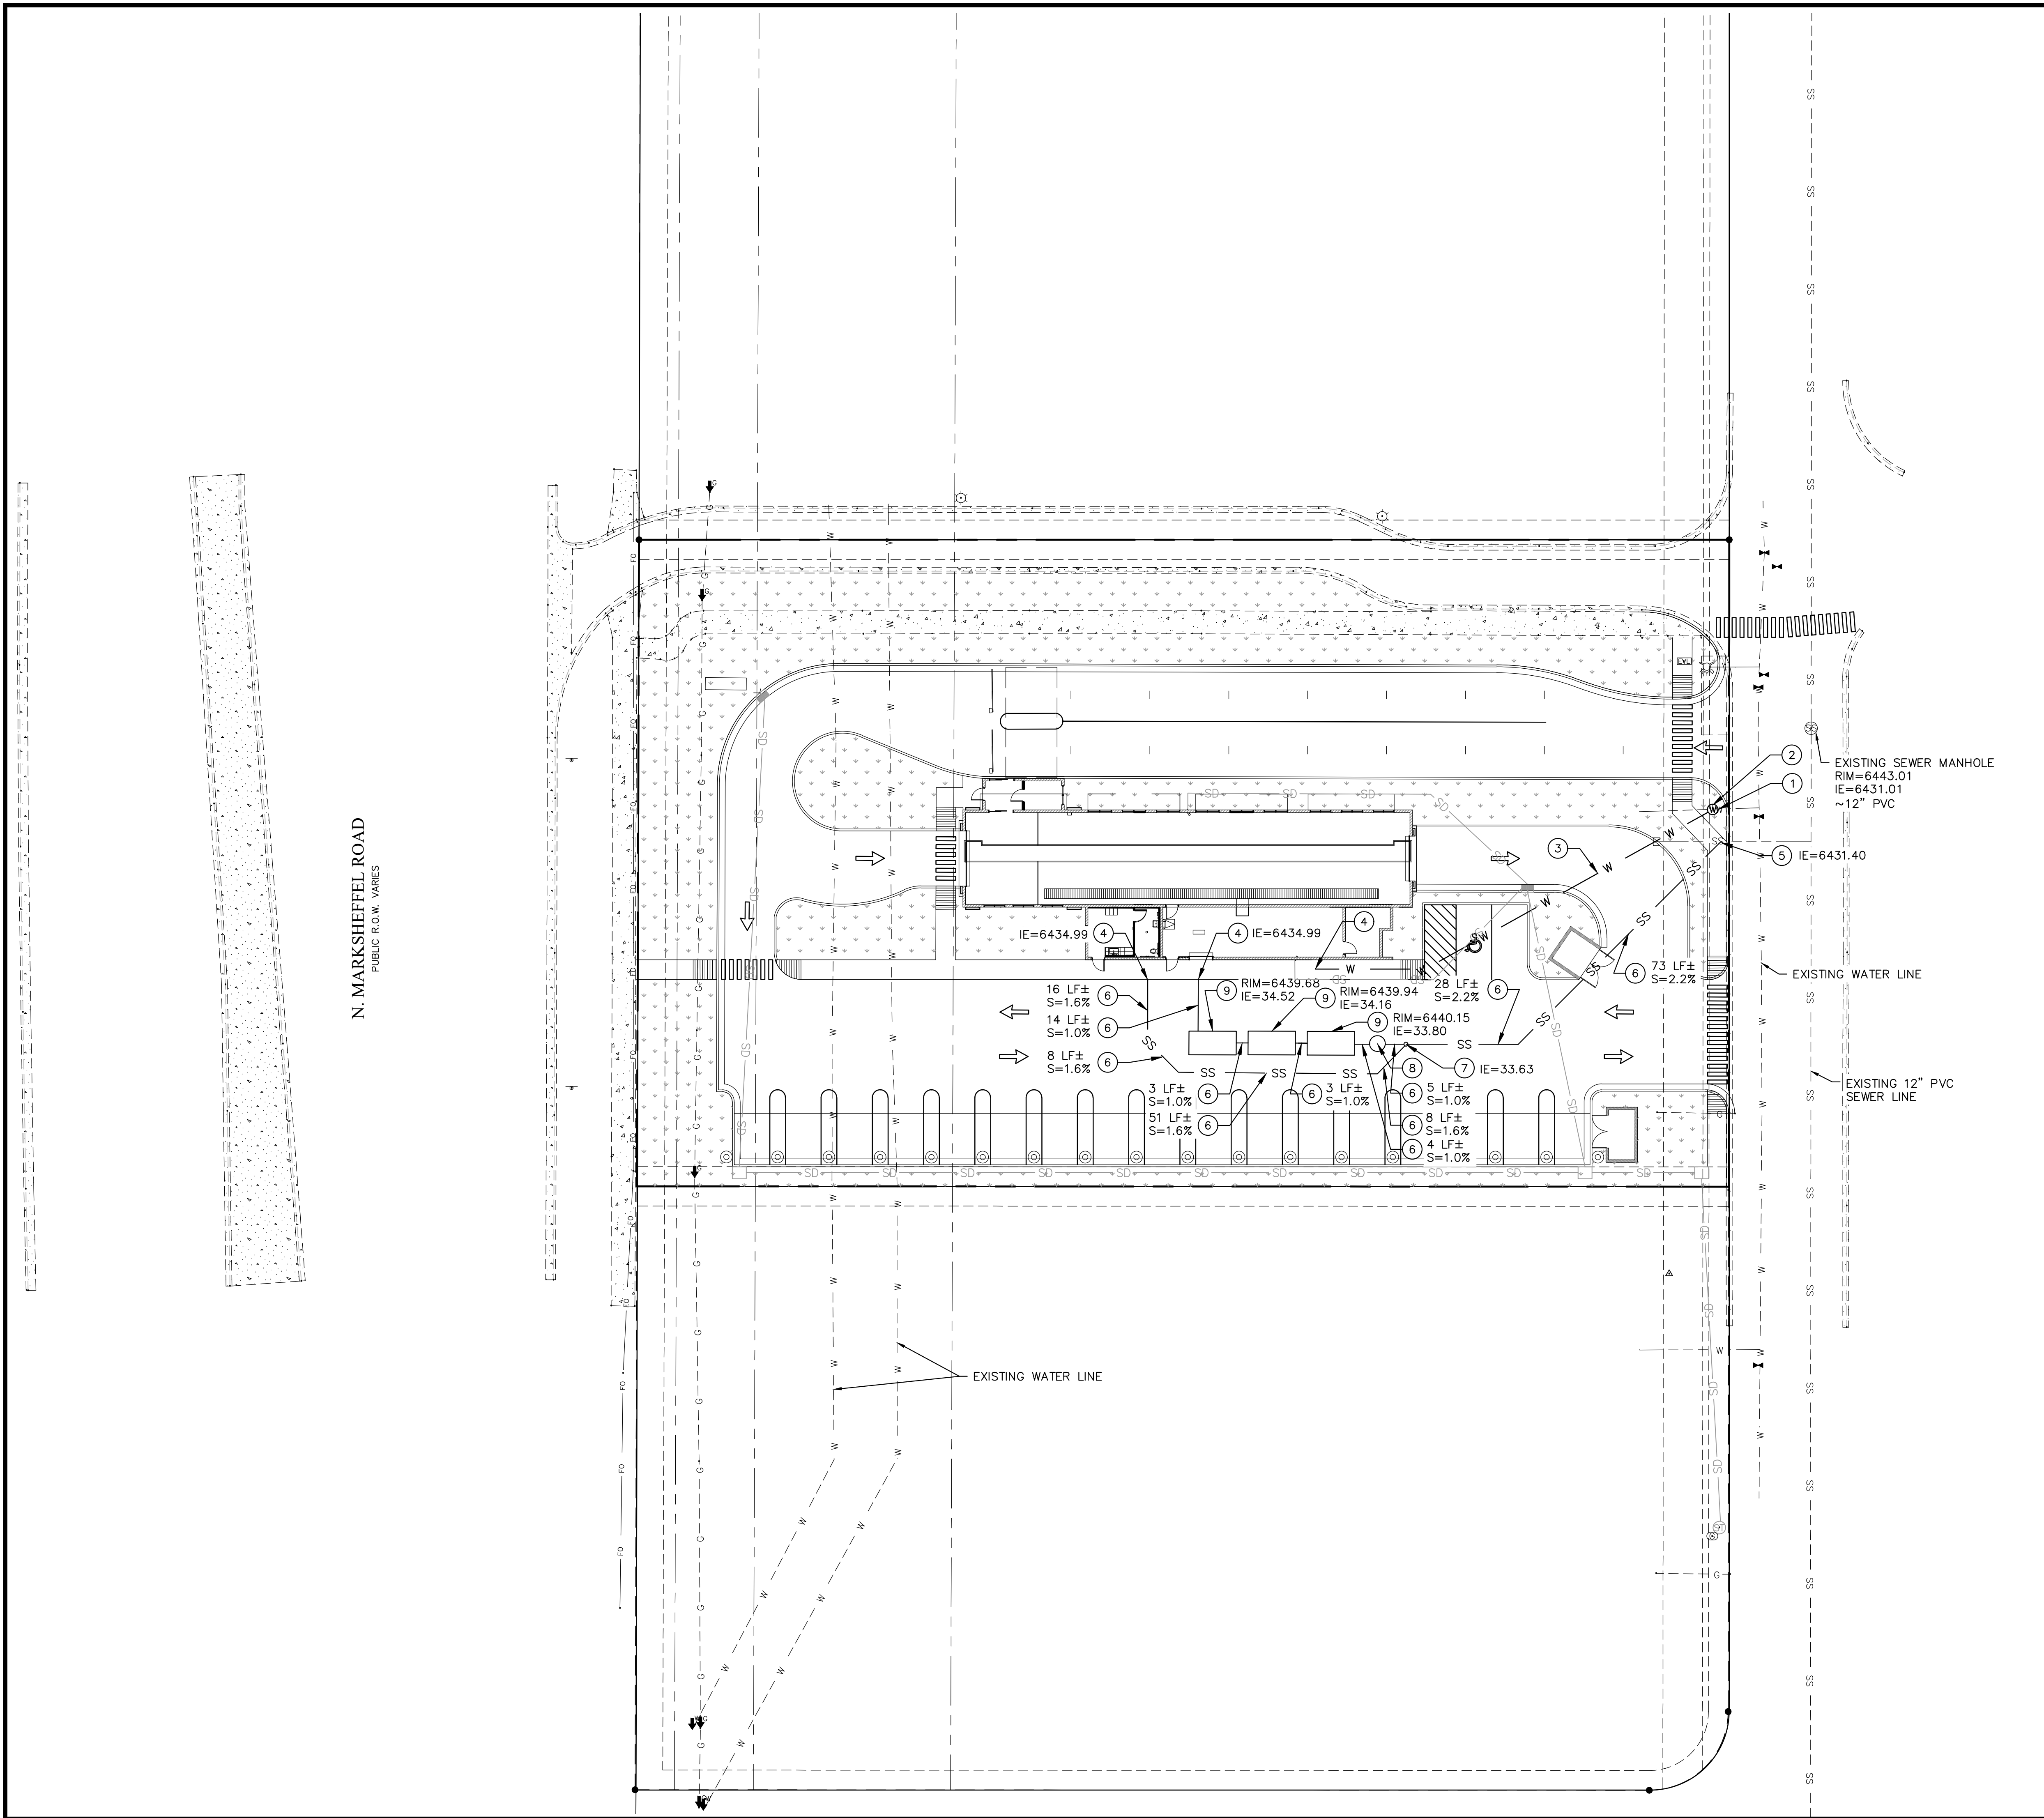 N. MARKSHEFFEL ROAD
PUBLIC R.O.W. VARIES
EVL
2
1
EXISTING SEWER MANHOLE
RIM=6443.01
IE=6431.01
~12" PVC
3
5 IE=6431.40
IE=6434.99 4
4 IE=6434.99
4
6 73 LF±
S=2.2%
EXISTING WATER LINE
16 LF±
S=1.6% 6
14 LF±
S=1.0% 6
8 LF±
S=1.6% 6
9 RIM=6439.68
IE=34.52
9 RIM=6439.94
IE=34.16
9 RIM=6440.15
IE=33.80
28 LF±
S=2.2% 6
8
7 IE=33.63
3 LF±
S=1.0% 6
51 LF±
S=1.6% 6
6 3 LF±
S=1.0%
6 5 LF±
S=1.0%
6 8 LF±
S=1.6%
6 4 LF±
S=1.0%
EXISTING 12" PVC
SEWER LINE
EXISTING WATER LINE
W
SS
SD
G
FO